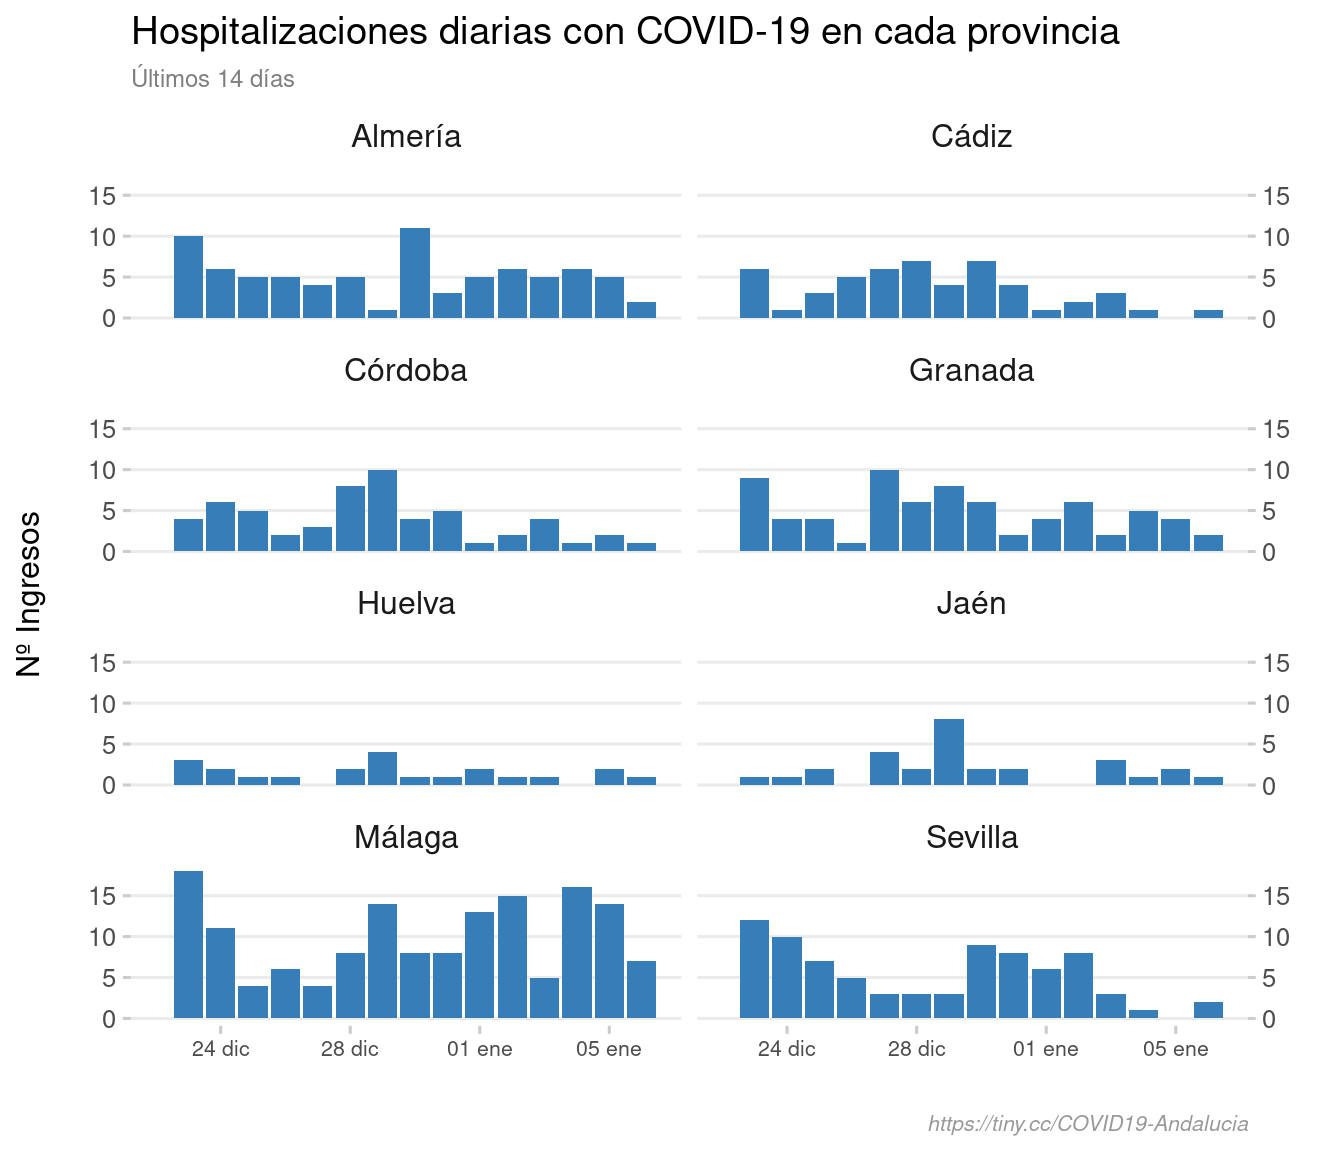 Hospitalizaciones diarias con COVID-19 en cada provincia
Últimos 14 días
Almería
Cádiz
15
10
5
0
15
10
5
0
Córdoba
Granada
15
10
5
0
15
10
5
0
Nº Ingresos
Huelva
Jaén
15
10
5
0
15
10
5
0
Málaga
Sevilla
15
10
5
0
15
10
5
0
24 dic 28 dic 01 ene 05 ene
24 dic 28 dic 01 ene 05 ene
https://tiny.cc/COVID19-Andalucia